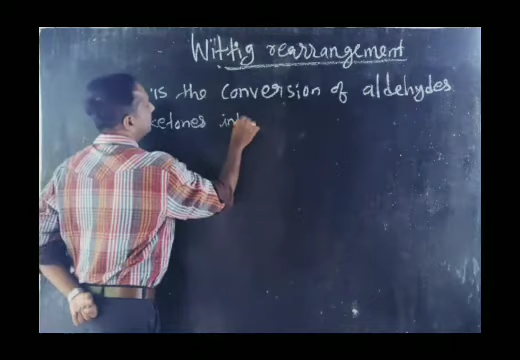 Wittig rearrangement
is the conversion of aldehydes
ketones int